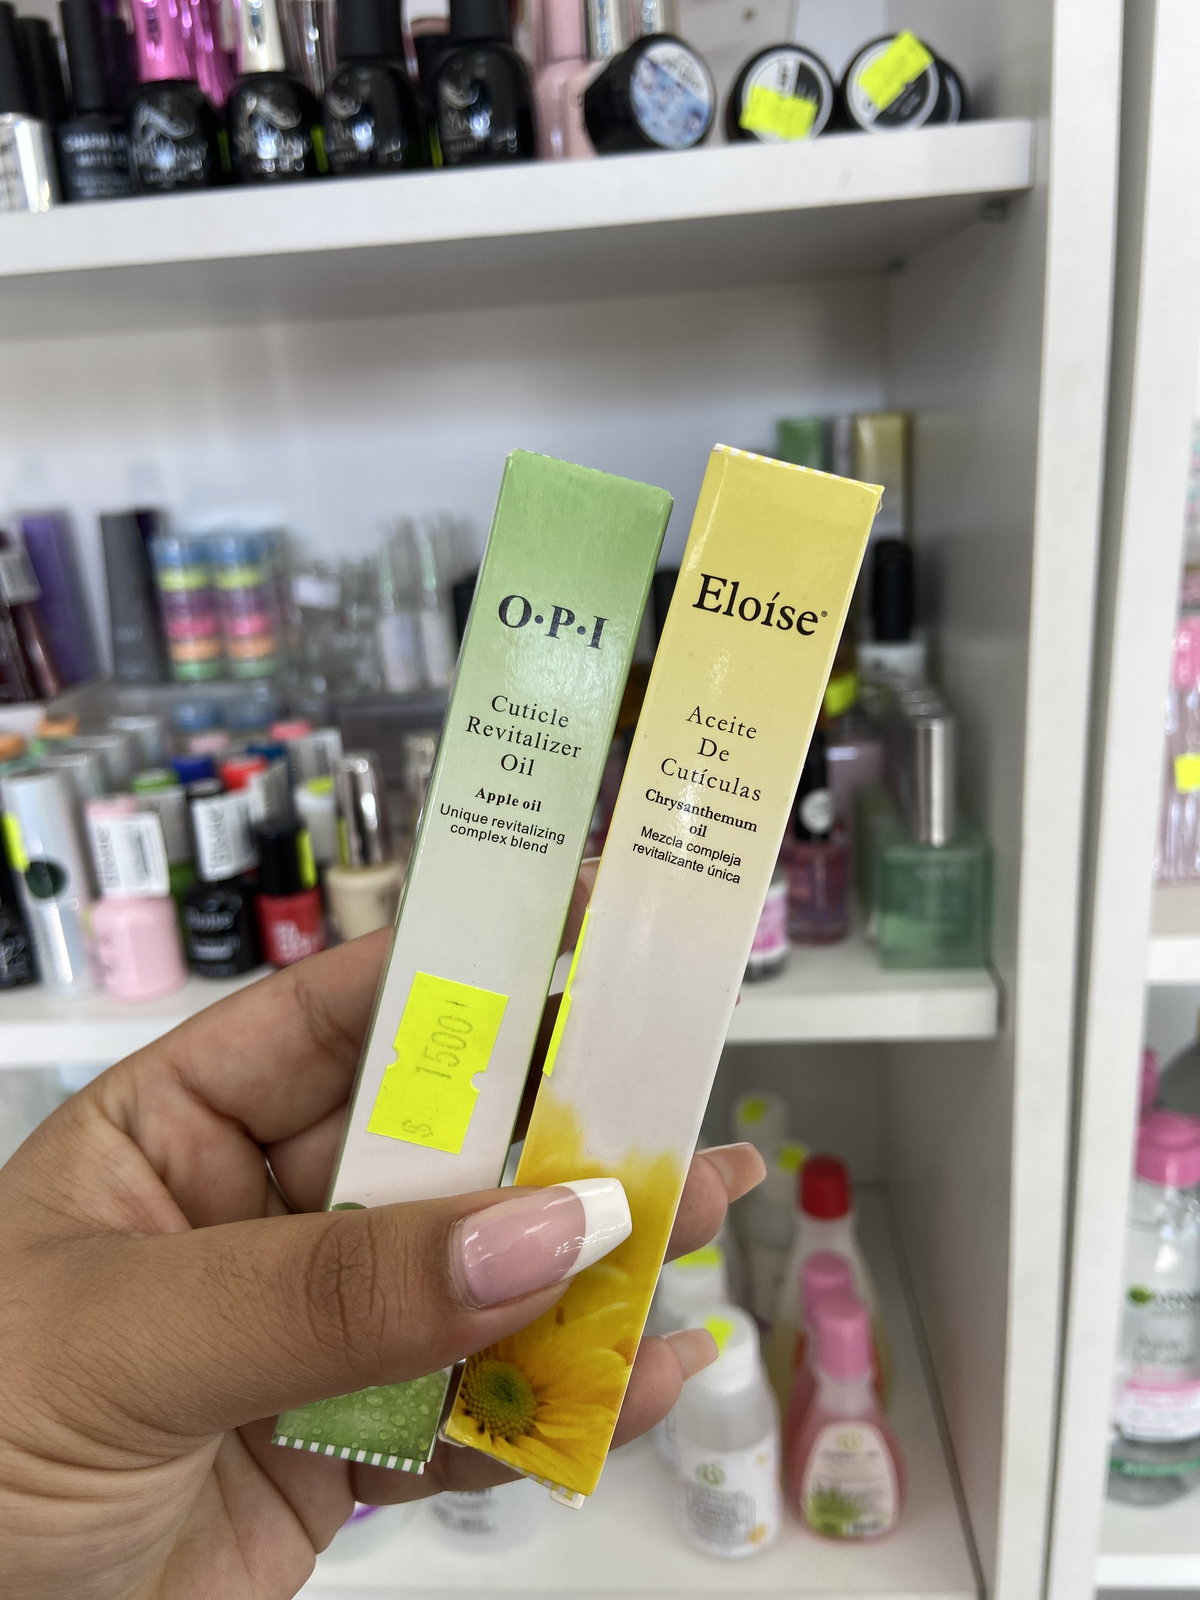 O·P·I
Cuticle
Revitalizer
Oil
Apple oil
Unique revitalizing
complex blend
$ 1500
Eloíse®
Aceite
De
Cutículas
Chrysanthemum
oil
Mezcla compleja
revitalizante única